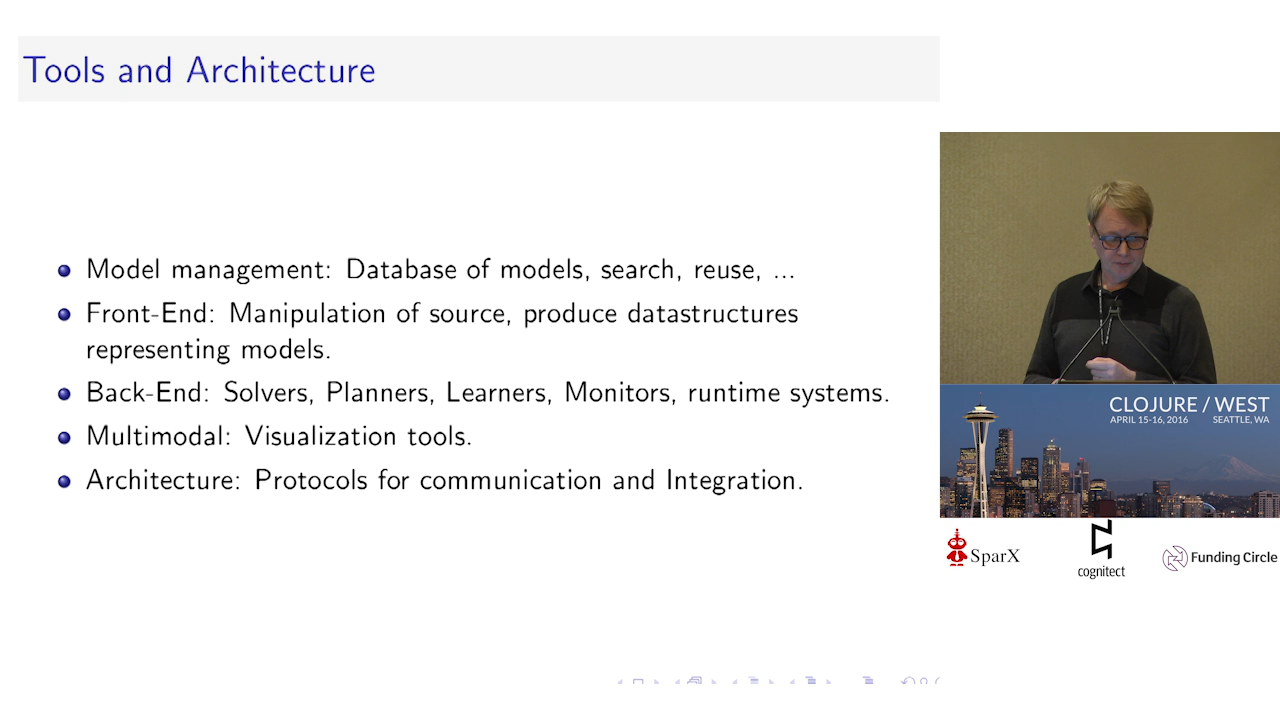 Tools and Architecture
Model management: Database of models, search, reuse, ...
Front-End: Manipulation of source, produce datastructures
representing models.
Back-End: Solvers, Planners, Learners, Monitors, runtime systems.
Multimodal: Visualization tools.
Architecture: Protocols for communication and Integration.
CLOJURE / WEST
APRIL 15-16, 2016 SEATTLE, WA
SparX
cognitect
Funding Circle